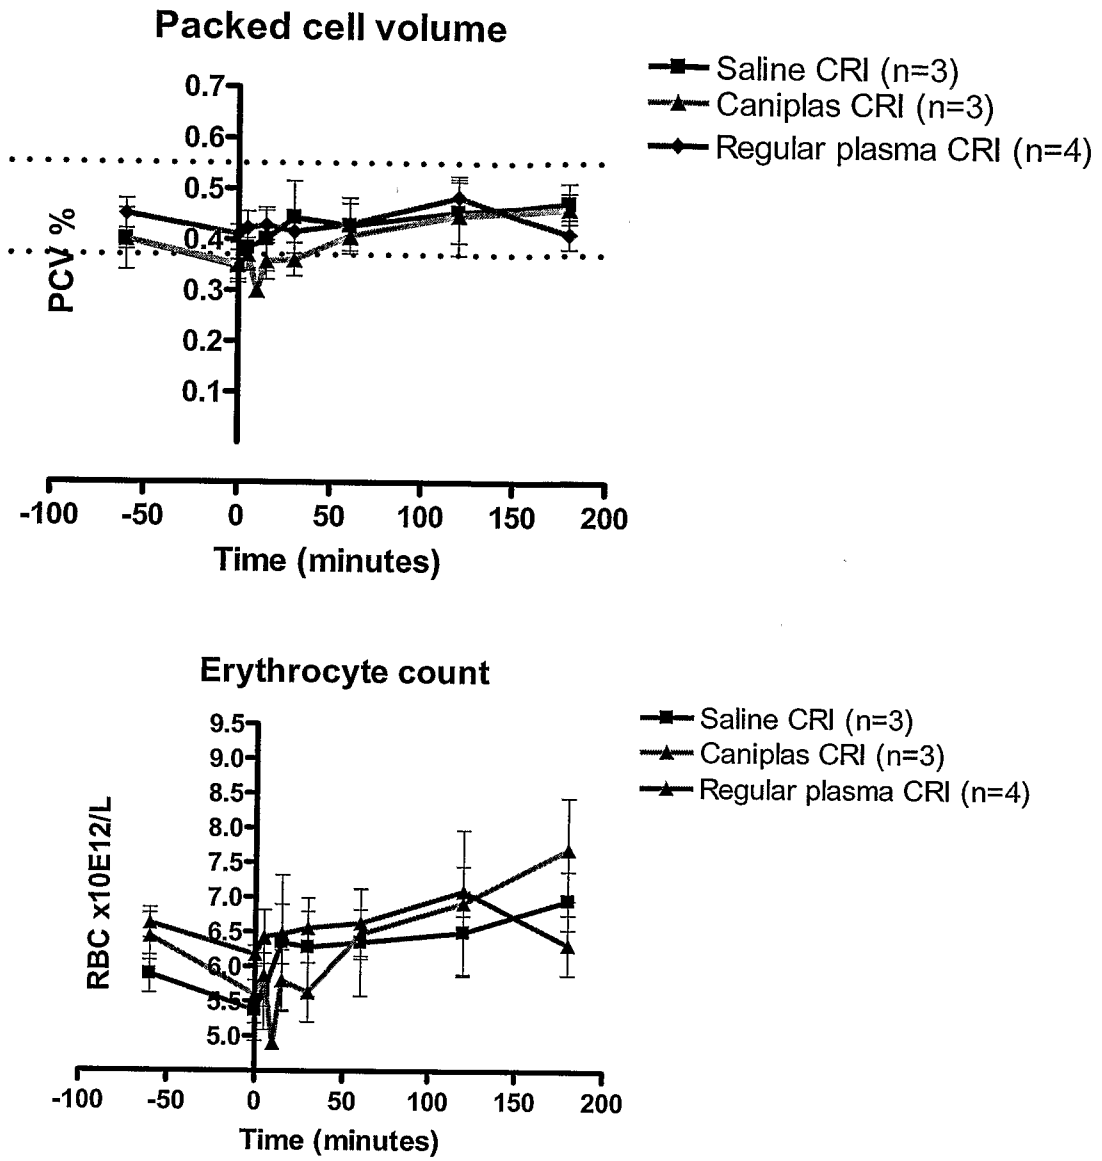 Packed cell volume
Saline CRI (n=3)
Caniplas CRI (n=3)
Regular plasma CRI (n=4)
0.7
0.6
0.5
0.4
0.3
0.2
0.1
PCV %
-100 -50 0 50 100 150 200
Time (minutes)
Erythrocyte count
Saline CRI (n=3)
Caniplas CRI (n=3)
Regular plasma CRI (n=4)
9.5
9.0
8.5
8.0
7.5
7.0
6.5
6.0
5.5
5.0
RBC x10E12/L
-100 -50 0 50 100 150 200
Time (minutes)